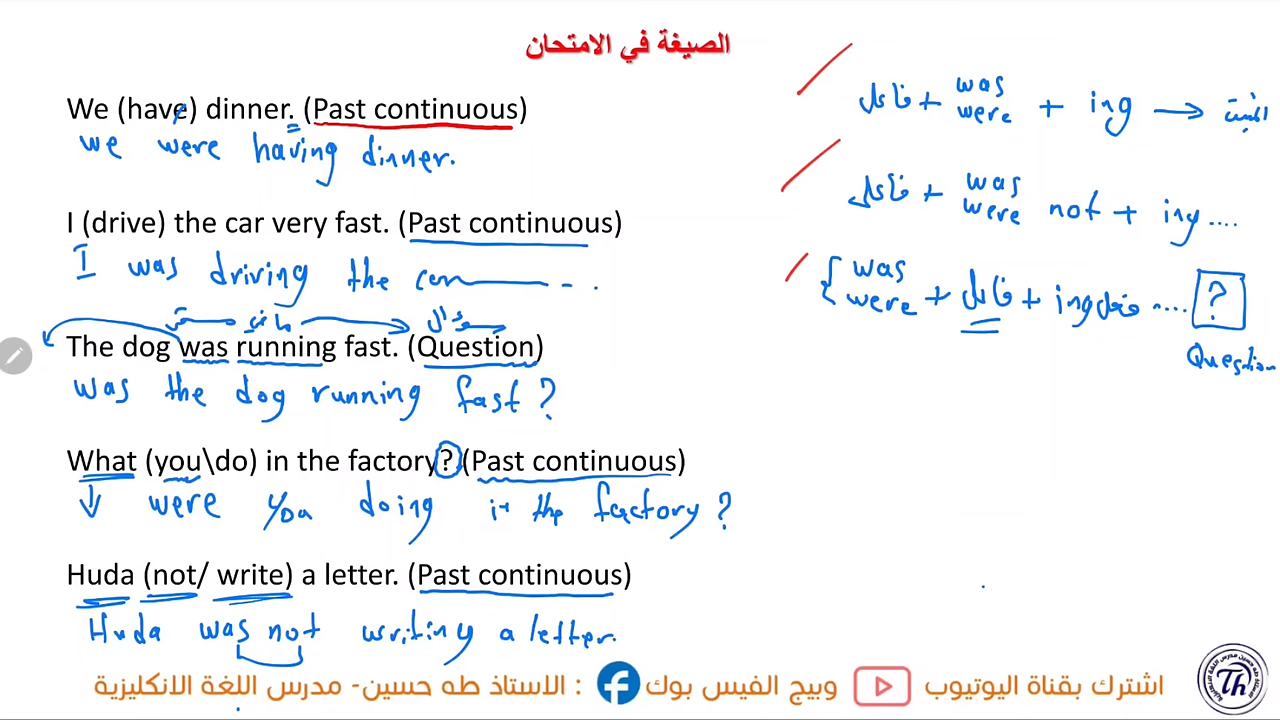 الصيغة في الامتحان
We (have) dinner. (Past continuous)
we were having dinner.
I (drive) the car very fast. (Past continuous)
I was driving the car ....
ماضي
سؤال
The dog was running fast. (Question)
was the dog running fast ?
What (you\do) in the factory? (Past continuous)
↓ were you doing in the factory ?
Huda (not/ write) a letter. (Past continuous)
Huda was not writing a letter.
فاعل + was were + ing → المثبت
فاعل + was were not + ing ....
{ was were + فاعل + ing فعل .... ?
Question
اشترك بقناة اليوتيوب وبيج الفيس بوك : الاستاذ طه حسين- مدرس اللغة الانكليزية
Th